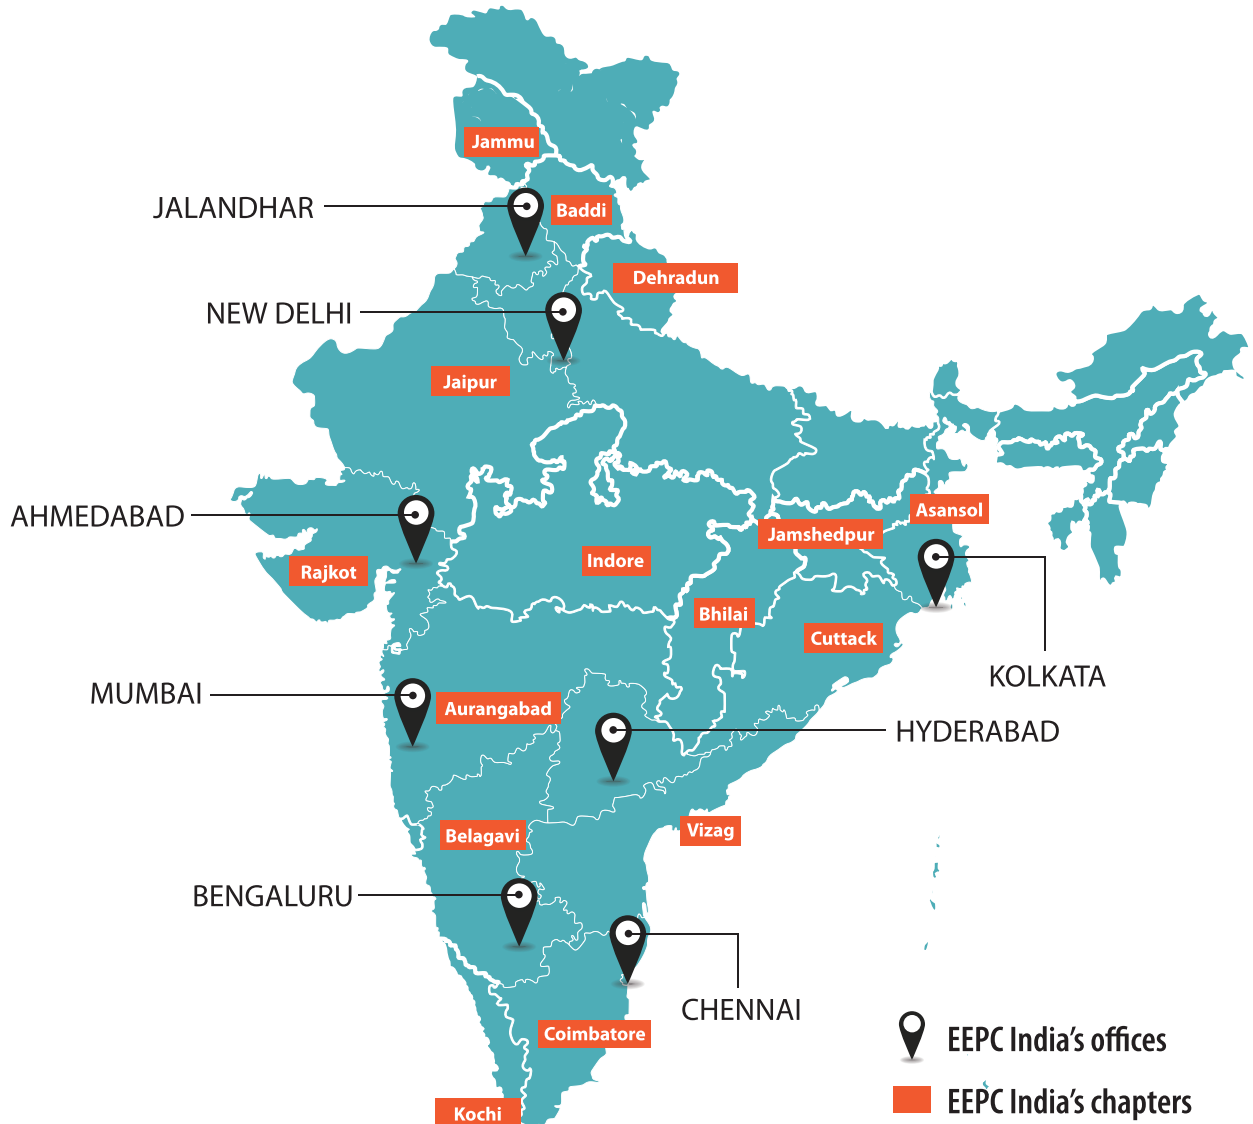 Jammu
JALANDHAR
Baddi
Dehradun
NEW DELHI
Jaipur
AHMEDABAD
Asansol
Jamshedpur
Indore
Rajkot
Bhilai
Cuttack
KOLKATA
MUMBAI
Aurangabad
HYDERABAD
Vizag
Belagavi
BENGALURU
CHENNAI
Coimbatore
EEPC India's offices
EEPC India's chapters
Kochi